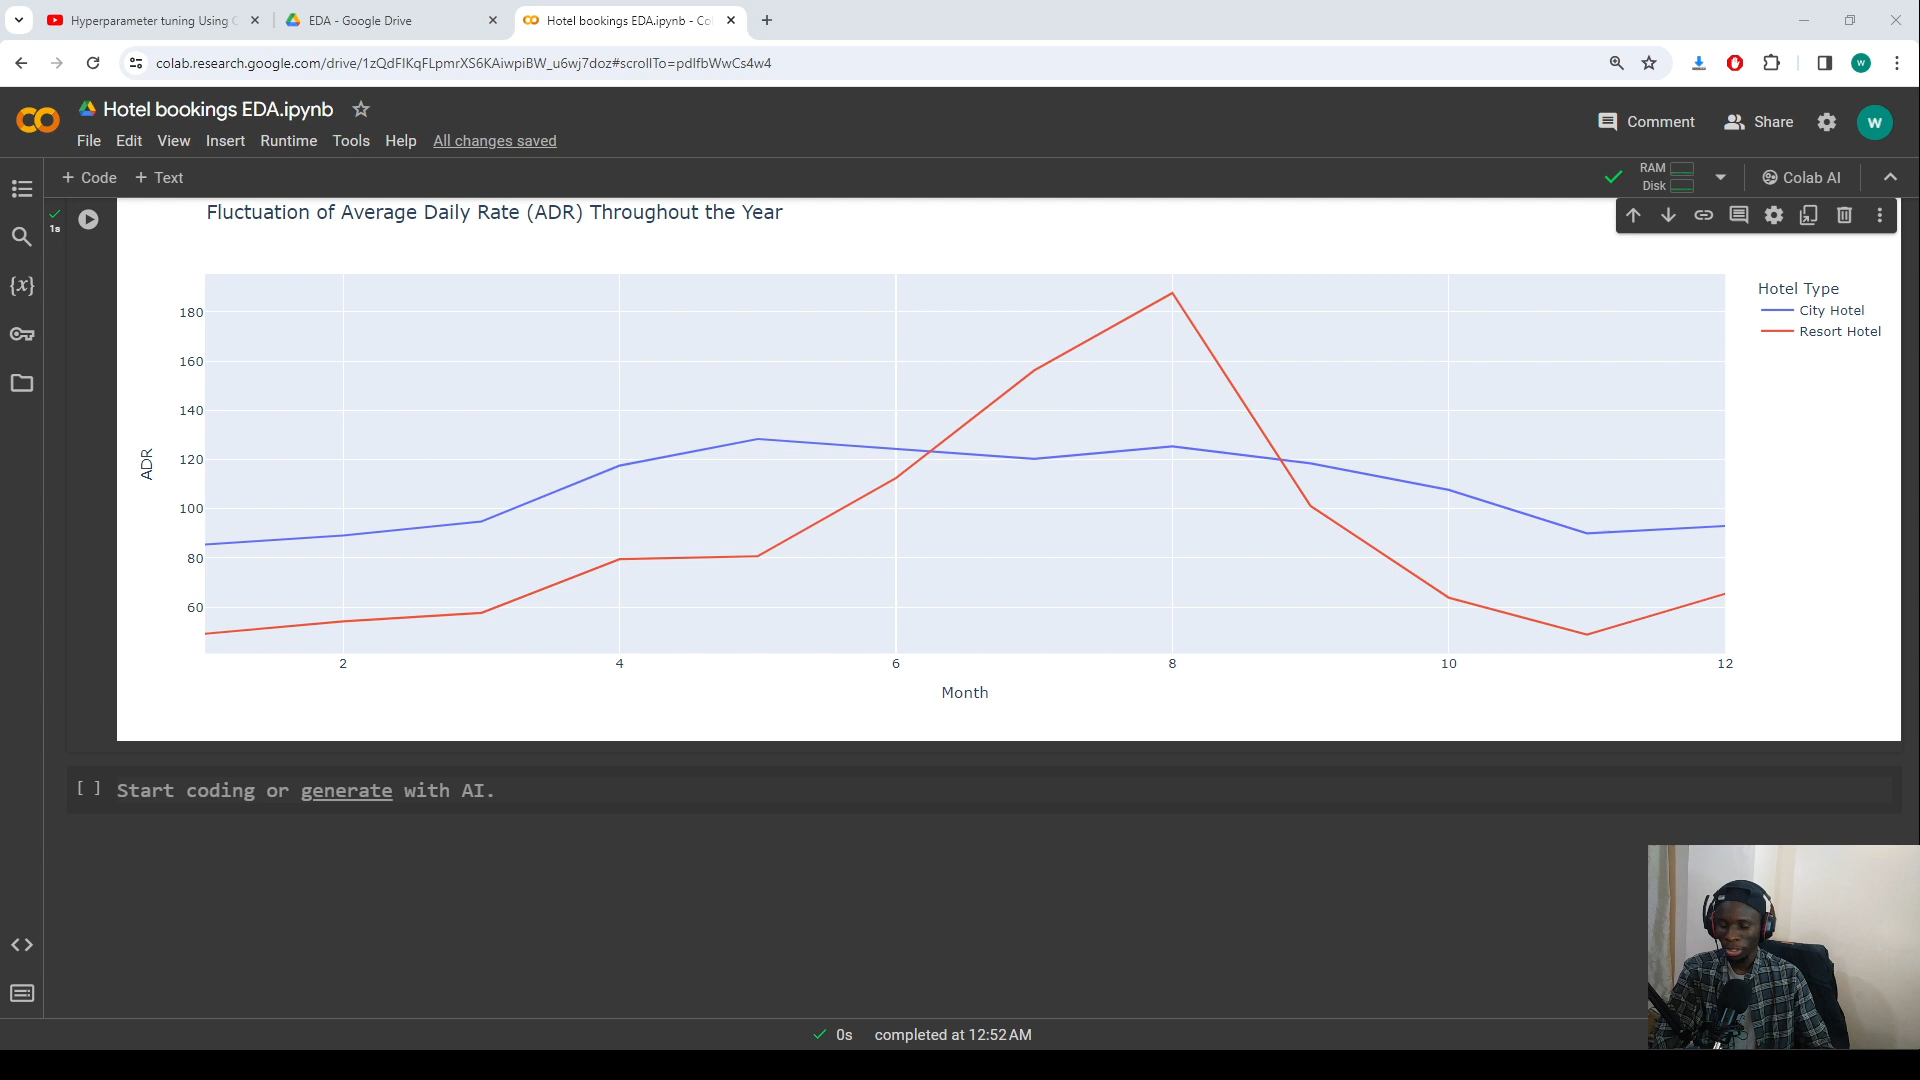 Hyperparameter tuning Using
EDA - Google Drive
Hotel bookings EDA.ipynb - Co
colab.research.google.com/drive/1zQdFIKqFLpmrXS6KAiwpiBW_u6wj7doz#scrollTo=pdlfbWwCs4w4
W
Hotel bookings EDA.ipynb
Comment
Share
W
File Edit View Insert Runtime Tools Help All changes saved
+ Code + Text
RAM
Disk
Colab AI
1s
Fluctuation of Average Daily Rate (ADR) Throughout the Year
Hotel Type
City Hotel
Resort Hotel
180
160
140
120
100
80
60
ADR
2 4 6 8 10 12
Month
{x}
[ ] Start coding or generate with AI.
0s completed at 12:52 AM